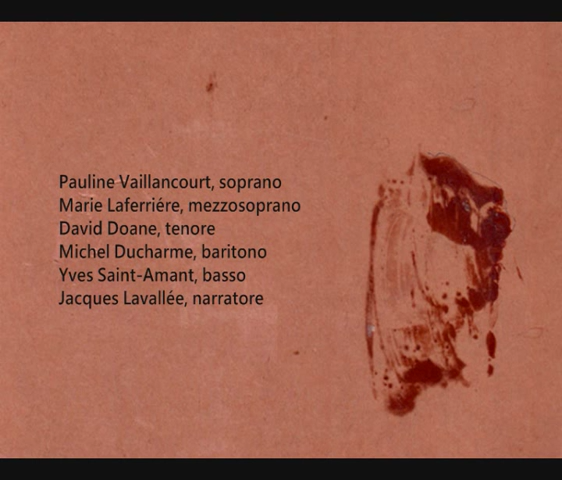 Pauline Vaillancourt, soprano
Marie Laferriére, mezzosoprano
David Doane, tenore
Michel Ducharme, baritono
Yves Saint-Amant, basso
Jacques Lavallée, narratore